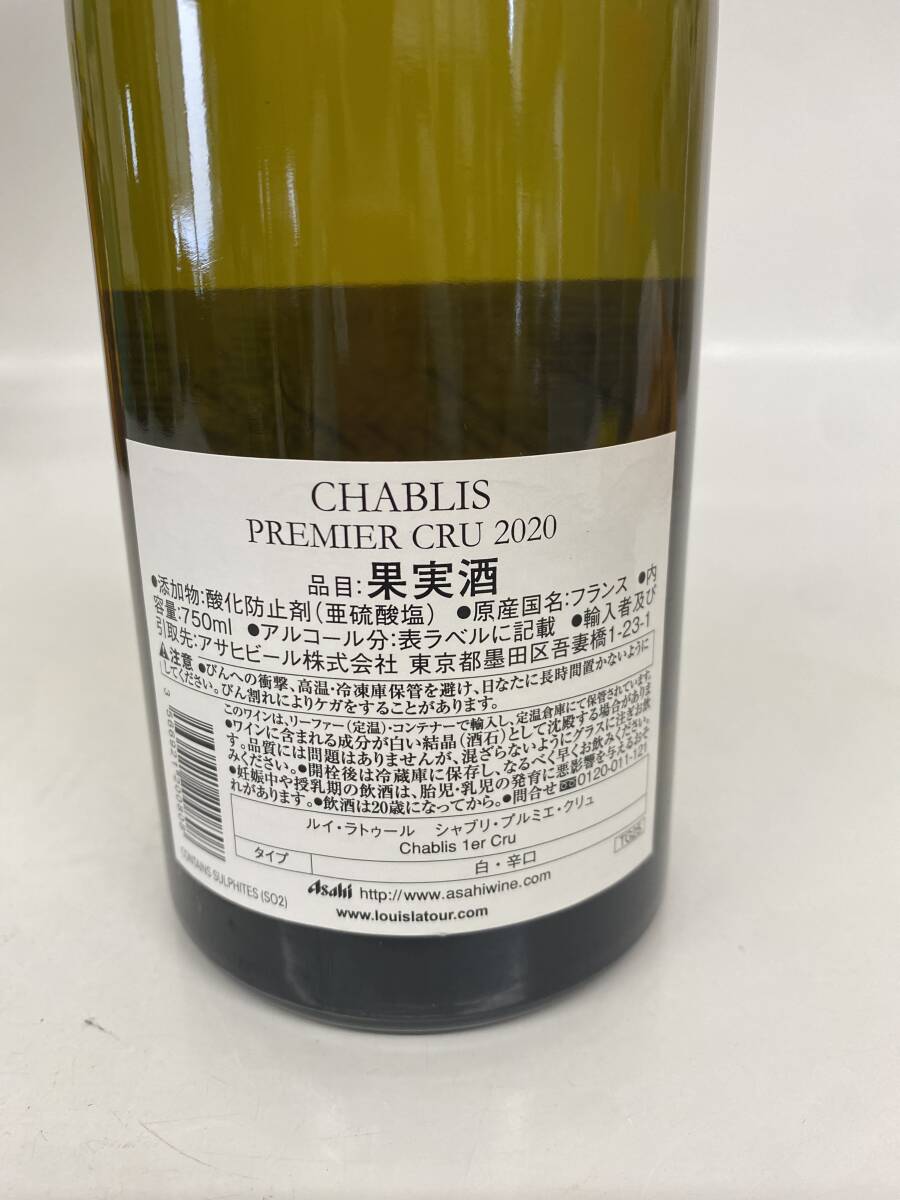 CHABLIS
PREMIER CRU 2020
品目:果実酒
●添加物:酸化防止剤(亜硫酸塩) ●原産国名:フランス ●内
容量:750ml ●アルコール分:表ラベルに記載 ●輸入者及び
引取先:アサヒビール株式会社 東京都墨田区吾妻橋1-23-1
⚠注意 ●びんへの衝撃、高温・冷凍庫保管を避け、日なたに長時間置かないように
してください。びん割れによりケガをすることがあります。
このワインは、リーファー(定温)・コンテナーで輸入し、定温倉庫にて保管されています。
●ワインに含まれる成分が白い結晶(酒石)として沈殿する場合がありま
す。品質には問題はありませんが、混ざらないようにグラスに注ぎお飲
みください。●開栓後は冷蔵庫に保存し、なるべく早くお飲みください。
●妊娠中や授乳期の飲酒は、胎児・乳児の発育に悪影響を与えるおそ
れがあります。●飲酒は20歳になってから。●問合せ 0120-011-121
ルイ・ラトゥール シャブリ・プルミエ・クリュ
Chablis 1er Cru
タイプ 白・辛口
Asahi http://www.asahiwine.com
www.louislatour.com
CONTAINS SULPHITES (SO2)